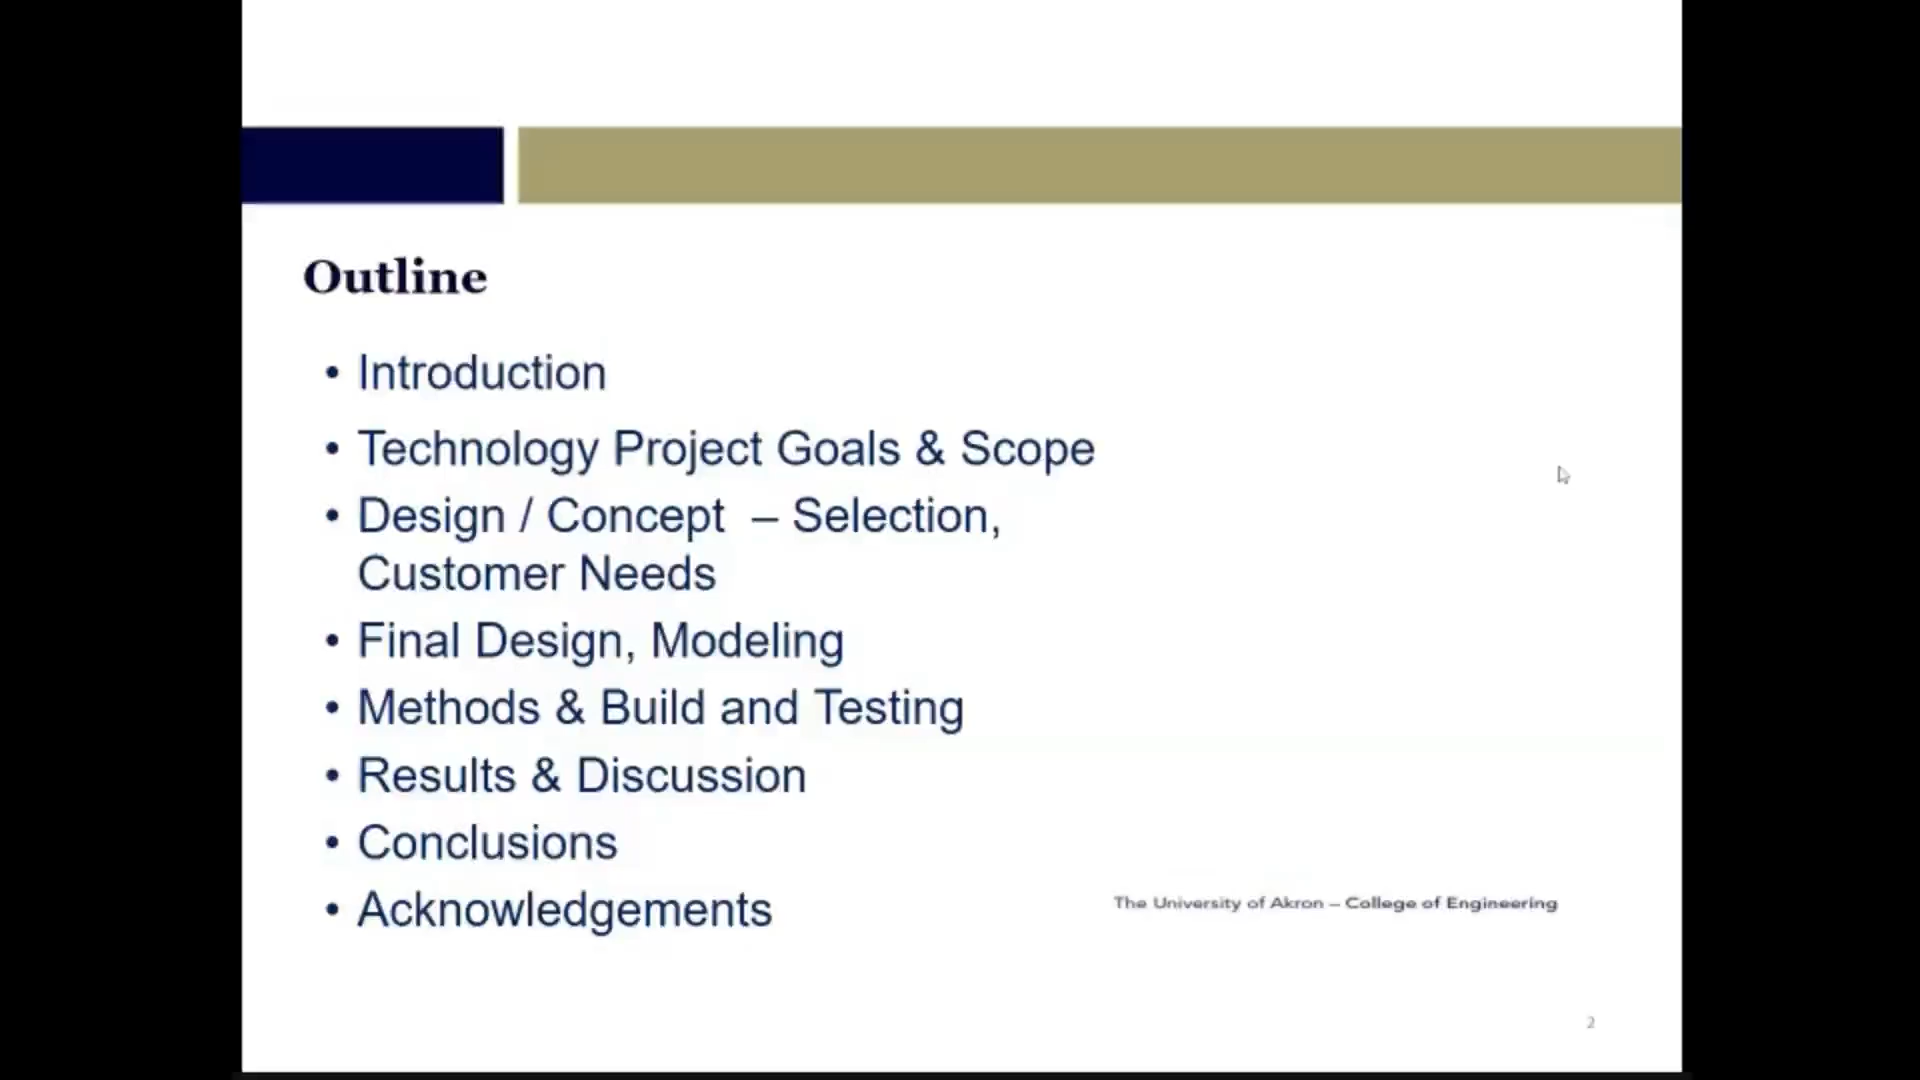 Outline
• Introduction
• Technology Project Goals & Scope
• Design / Concept – Selection,
Customer Needs
• Final Design, Modeling
• Methods & Build and Testing
• Results & Discussion
• Conclusions
• Acknowledgements
The University of Akron – College of Engineering
2